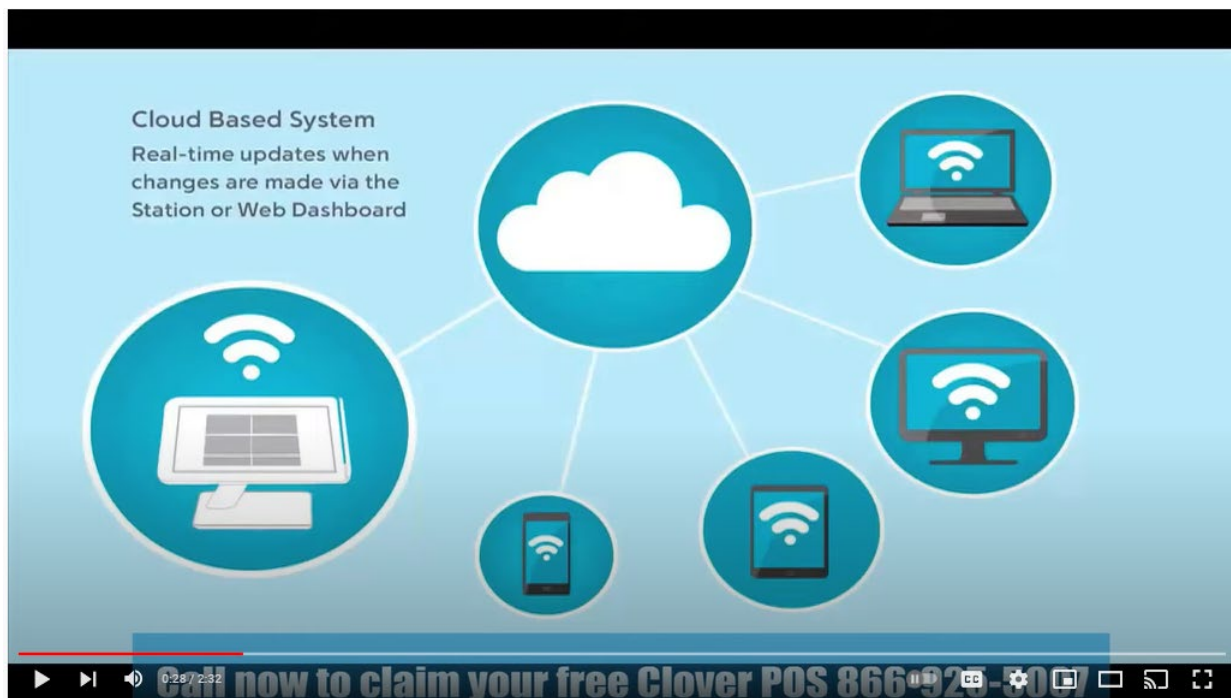 Cloud Based System
Real-time updates when
changes are made via the
Station or Web Dashboard
0:28 / 2:32
Call now to claim your free Clover POS
CC